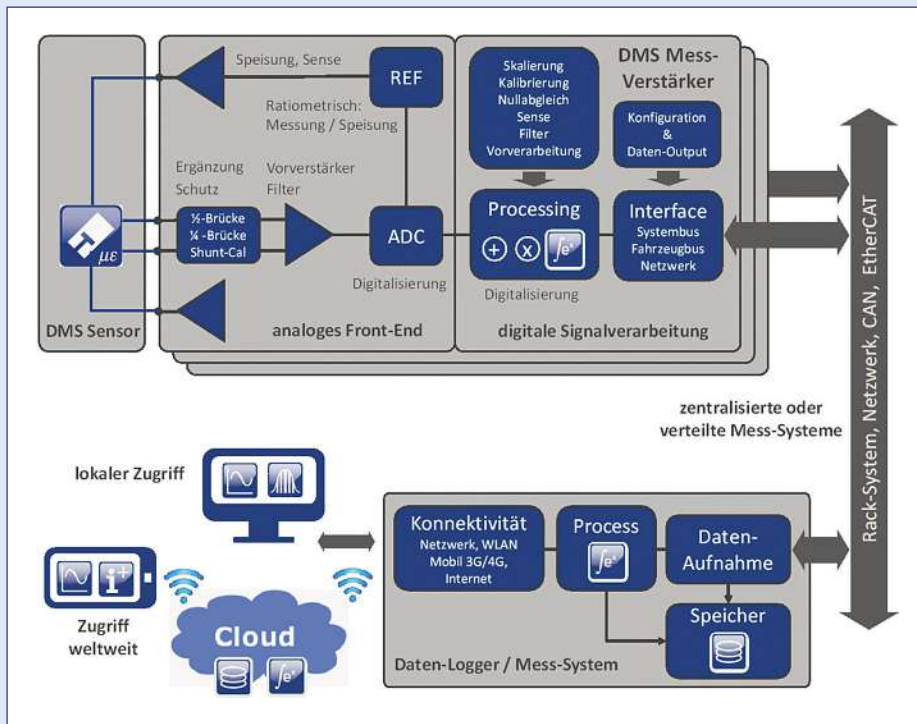 Speisung, Sense
REF
Ratiometrisch:
Messung / Speisung
Ergänzung
Schutz
Vorverstärker
Filter
½-Brücke
¼ -Brücke
Shunt-Cal
ADC
Digitalisierung
με
DMS Sensor
analoges Front-End
Skalierung
Kalibrierung
Nullabgleich
Sense
Filter
Vorverarbeitung
DMS Mess-
Verstärker
Konfiguration
&
Daten-Output
Processing
+ x ∫eˣ
Digitalisierung
Interface
Systembus
Fahrzeugbus
Netzwerk
digitale Signalverarbeitung
Rack-System, Netzwerk, CAN, EtherCAT
zentralisierte oder
verteilte Mess-Systeme
lokaler Zugriff
i+
Zugriff
weltweit
Cloud
∫eˣ
Konnektivität
Netzwerk, WLAN
Mobil 3G/4G,
Internet
Process
∫eˣ
Daten-
Aufnahme
Speicher
Daten-Logger / Mess-System